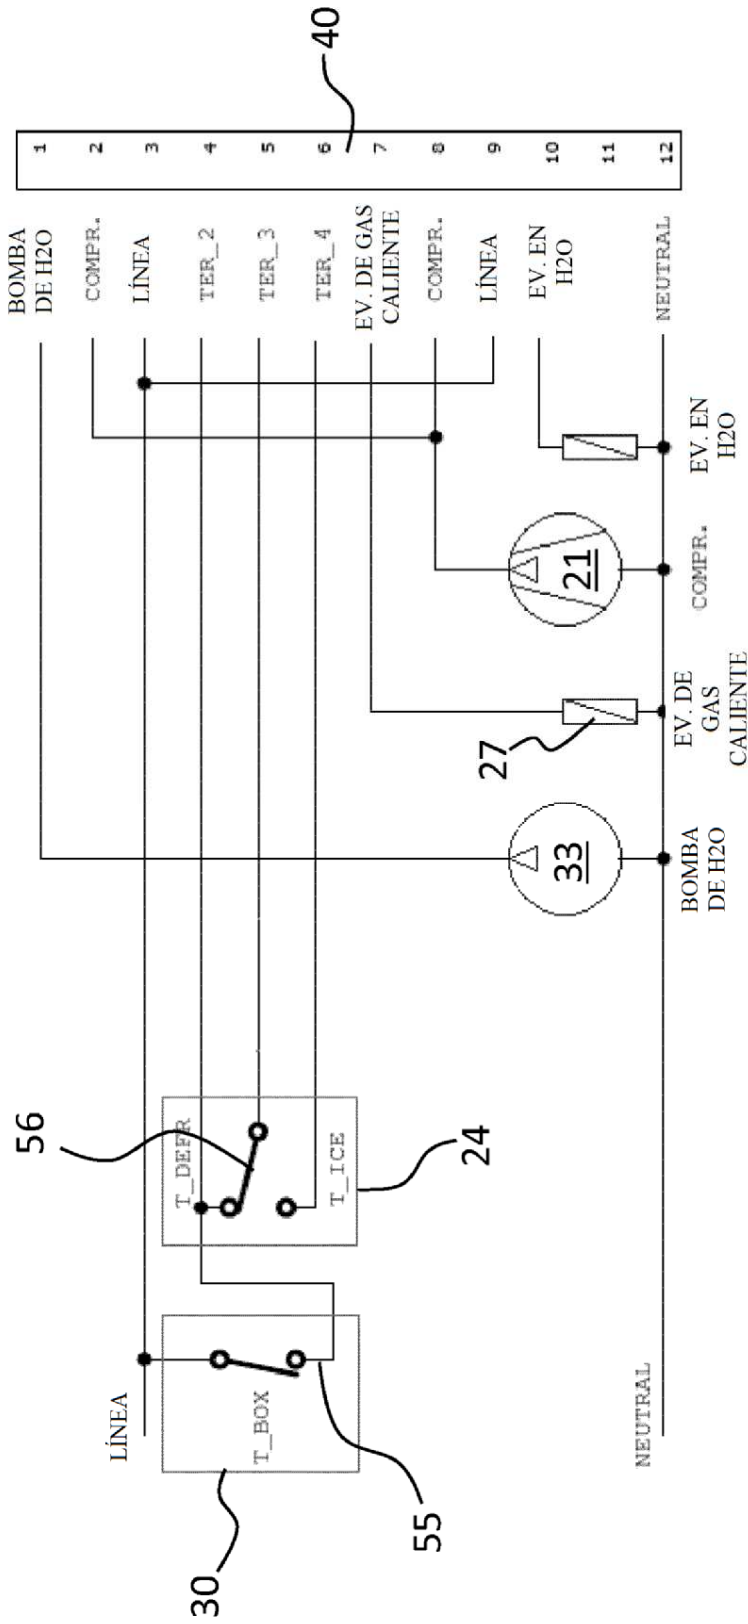 40
1
2
3
4
5
6
7
8
9
10
11
12
BOMBA
DE H2O
COMPR.
LÍNEA
TER_2
TER_3
TER_4
EV. DE GAS
CALIENTE
COMPR.
LÍNEA
EV. EN
H2O
NEUTRAL
EV. EN
H2O
21
COMPR.
27
EV. DE
GAS
CALIENTE
33
BOMBA
DE H2O
56
T_DEFR
T_ICE
24
LÍNEA
T_BOX
NEUTRAL
30
55